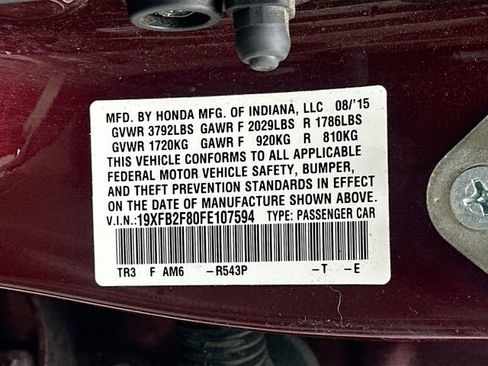 MFD. BY HONDA MFG. OF INDIANA, LLC 08/'15
GVWR 3792LBS GAWR F 2029LBS R 1786LBS
GVWR 1720KG GAWR F 920KG R 810KG
THIS VEHICLE CONFORMS TO ALL APPLICABLE
FEDERAL MOTOR VEHICLE SAFETY, BUMPER,
AND THEFT PREVENTION STANDARDS IN EFFECT
ON THE DATE OF MANUFACTURE SHOWN ABOVE.
V.I.N.:19XFB2F80FE107594 TYPE: PASSENGER CAR
TR3 F AM6 -R543P -T -E